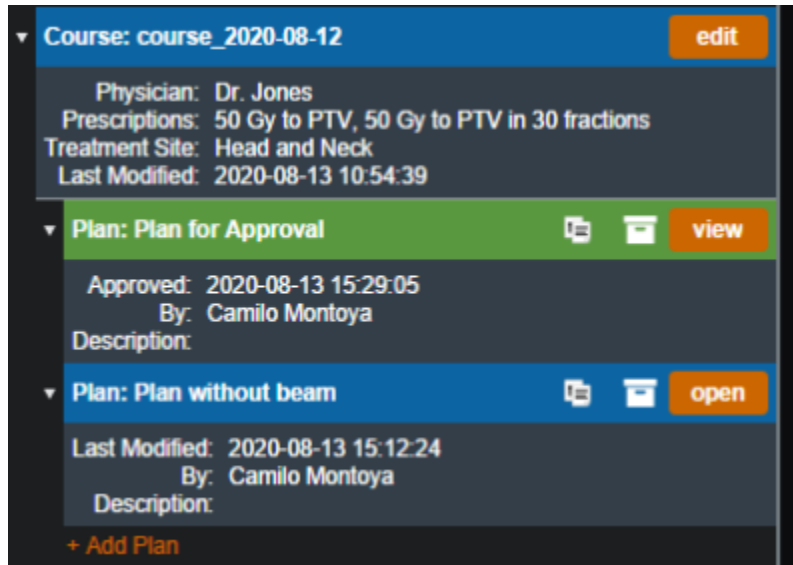 Course: course_2020-08-12 edit
Physician: Dr. Jones
Prescriptions: 50 Gy to PTV, 50 Gy to PTV in 30 fractions
Treatment Site: Head and Neck
Last Modified: 2020-08-13 10:54:39
Plan: Plan for Approval view
Approved: 2020-08-13 15:29:05
By: Camilo Montoya
Description:
Plan: Plan without beam open
Last Modified: 2020-08-13 15:12:24
By: Camilo Montoya
Description:
+ Add Plan